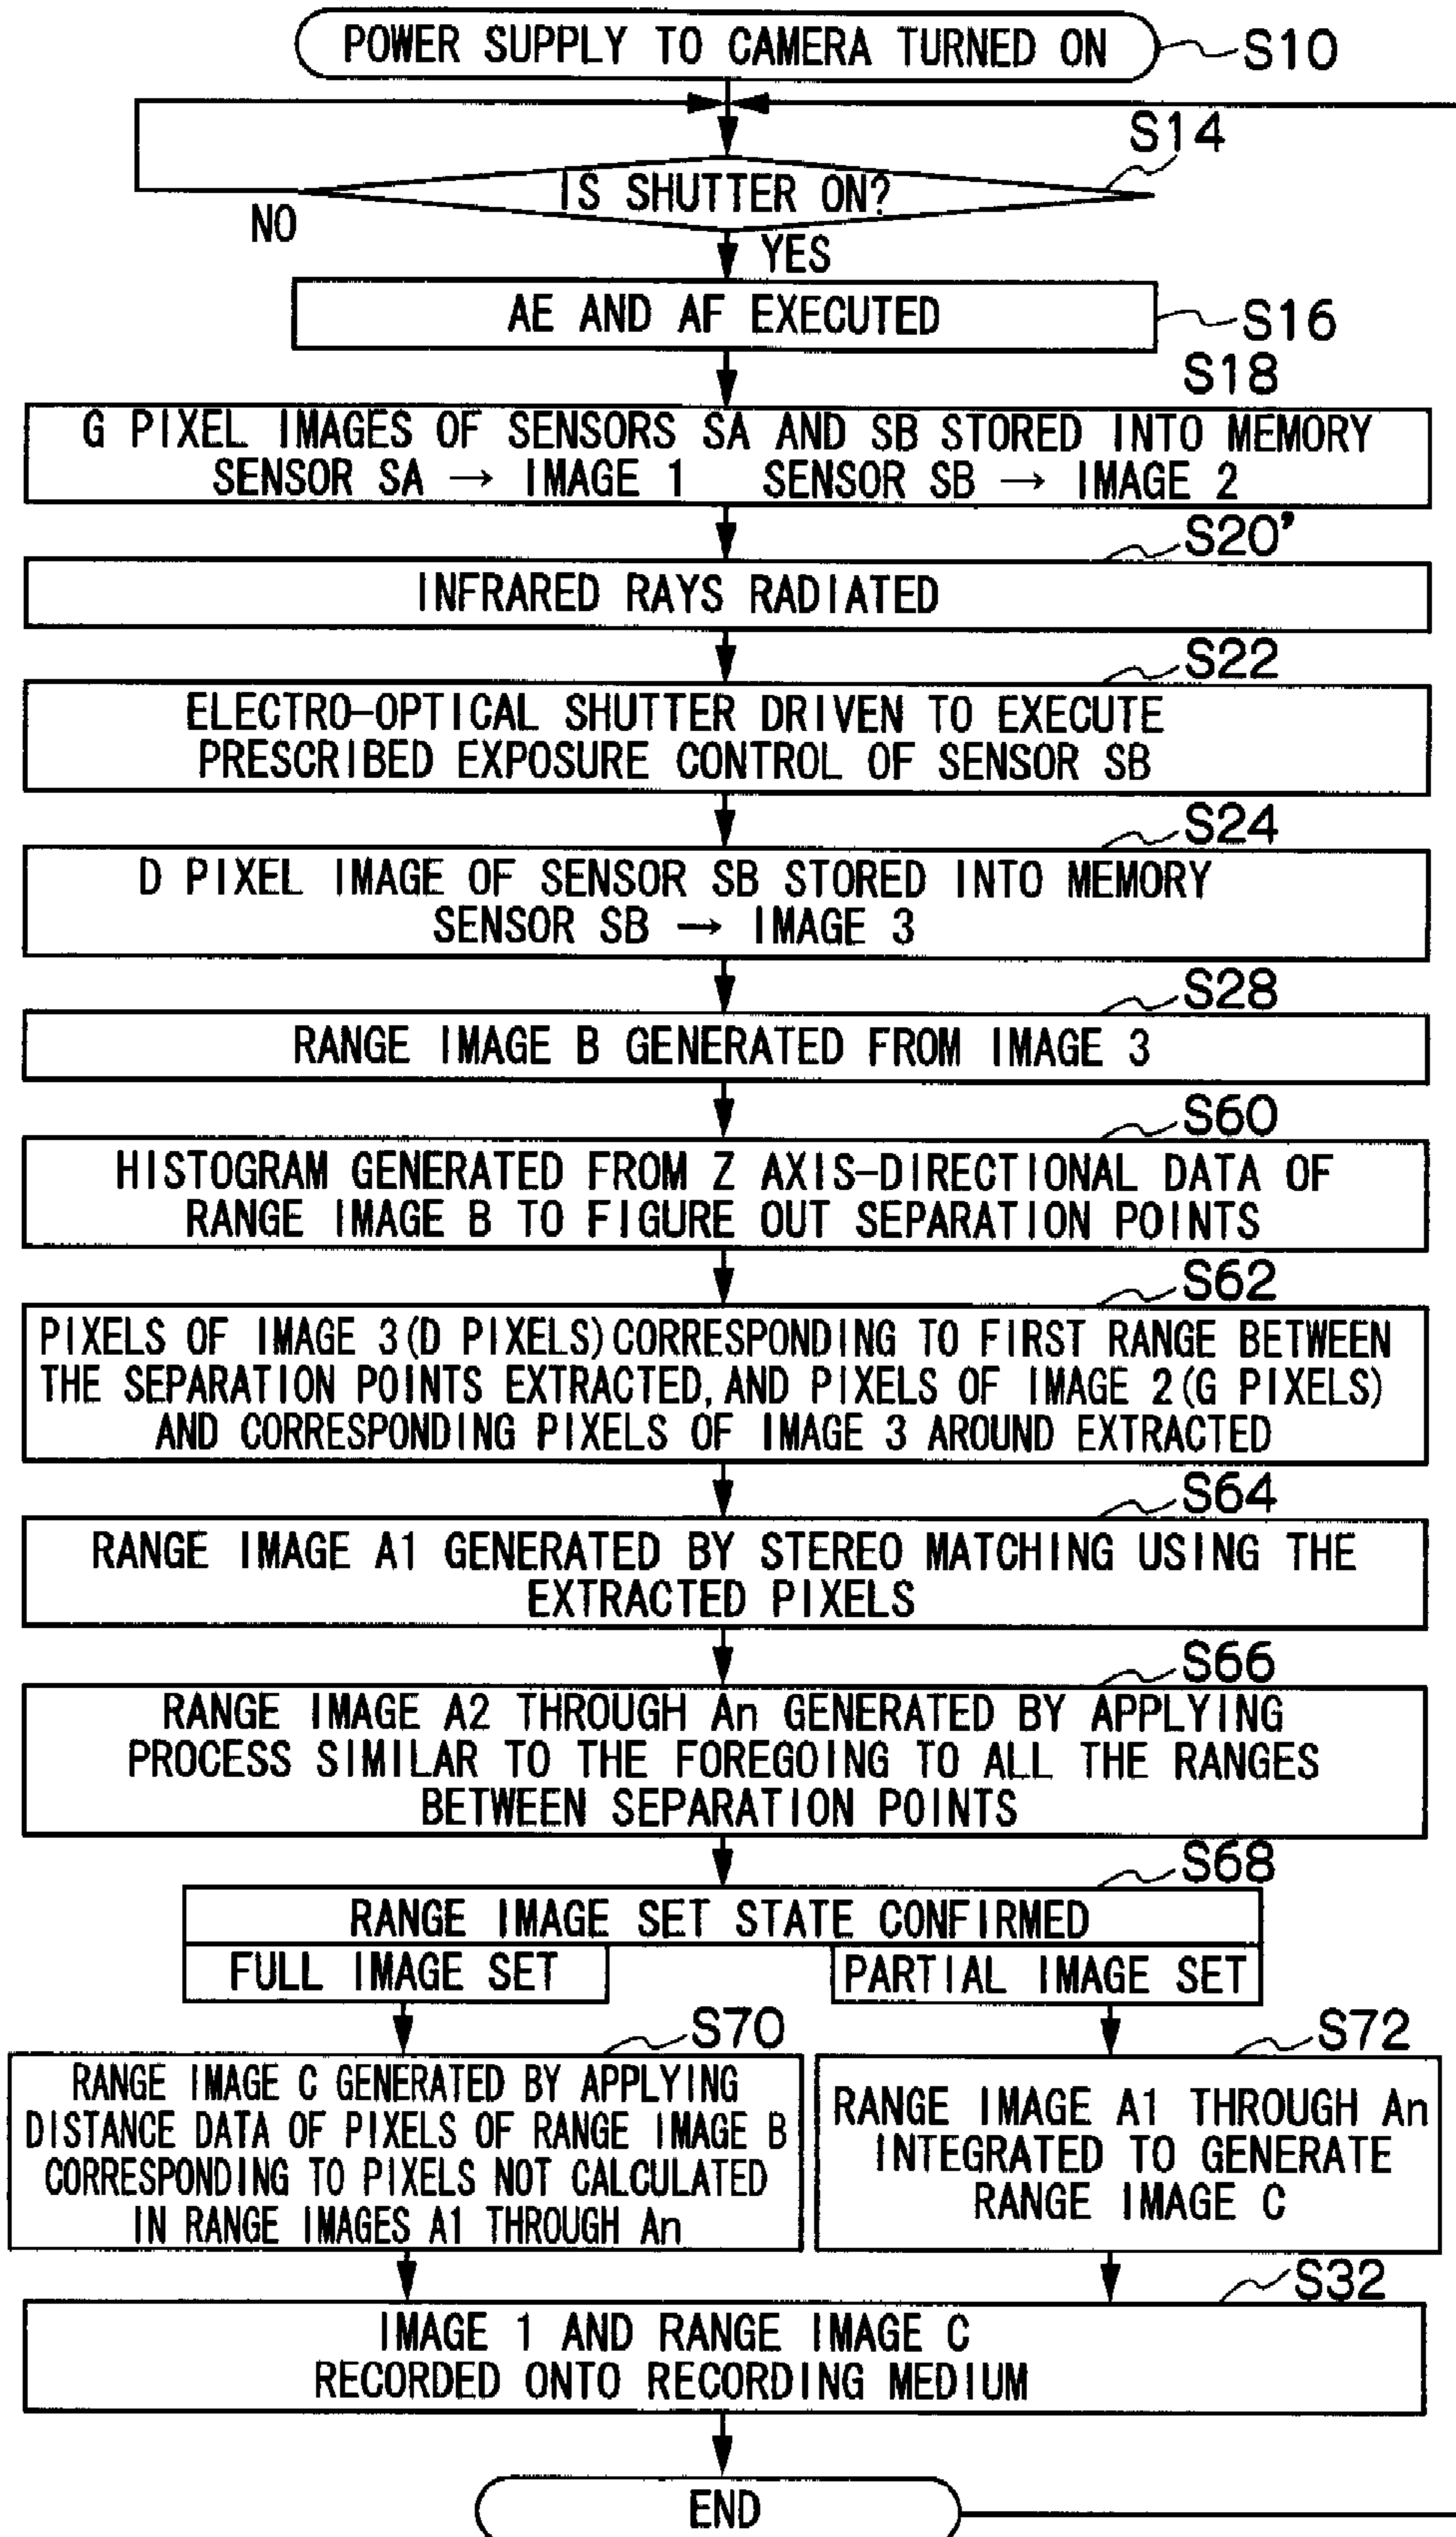 POWER SUPPLY TO CAMERA TURNED ON
S10
S14
IS SHUTTER ON?
NO
YES
AE AND AF EXECUTED
S16
S18
G PIXEL IMAGES OF SENSORS SA AND SB STORED INTO MEMORY
SENSOR SA → IMAGE 1 SENSOR SB → IMAGE 2
S20'
INFRARED RAYS RADIATED
S22
ELECTRO-OPTICAL SHUTTER DRIVEN TO EXECUTE
PRESCRIBED EXPOSURE CONTROL OF SENSOR SB
S24
D PIXEL IMAGE OF SENSOR SB STORED INTO MEMORY
SENSOR SB → IMAGE 3
S28
RANGE IMAGE B GENERATED FROM IMAGE 3
S60
HISTOGRAM GENERATED FROM Z AXIS-DIRECTIONAL DATA OF
RANGE IMAGE B TO FIGURE OUT SEPARATION POINTS
S62
PIXELS OF IMAGE 3(D PIXELS)CORRESPONDING TO FIRST RANGE BETWEEN
THE SEPARATION POINTS EXTRACTED, AND PIXELS OF IMAGE 2(G PIXELS)
AND CORRESPONDING PIXELS OF IMAGE 3 AROUND EXTRACTED
S64
RANGE IMAGE A1 GENERATED BY STEREO MATCHING USING THE
EXTRACTED PIXELS
S66
RANGE IMAGE A2 THROUGH An GENERATED BY APPLYING
PROCESS SIMILAR TO THE FOREGOING TO ALL THE RANGES
BETWEEN SEPARATION POINTS
S68
RANGE IMAGE SET STATE CONFIRMED
FULL IMAGE SET
PARTIAL IMAGE SET
S70
RANGE IMAGE C GENERATED BY APPLYING
DISTANCE DATA OF PIXELS OF RANGE IMAGE B
CORRESPONDING TO PIXELS NOT CALCULATED
IN RANGE IMAGES A1 THROUGH An
S72
RANGE IMAGE A1 THROUGH An
INTEGRATED TO GENERATE
RANGE IMAGE C
S32
IMAGE 1 AND RANGE IMAGE C
RECORDED ONTO RECORDING MEDIUM
END